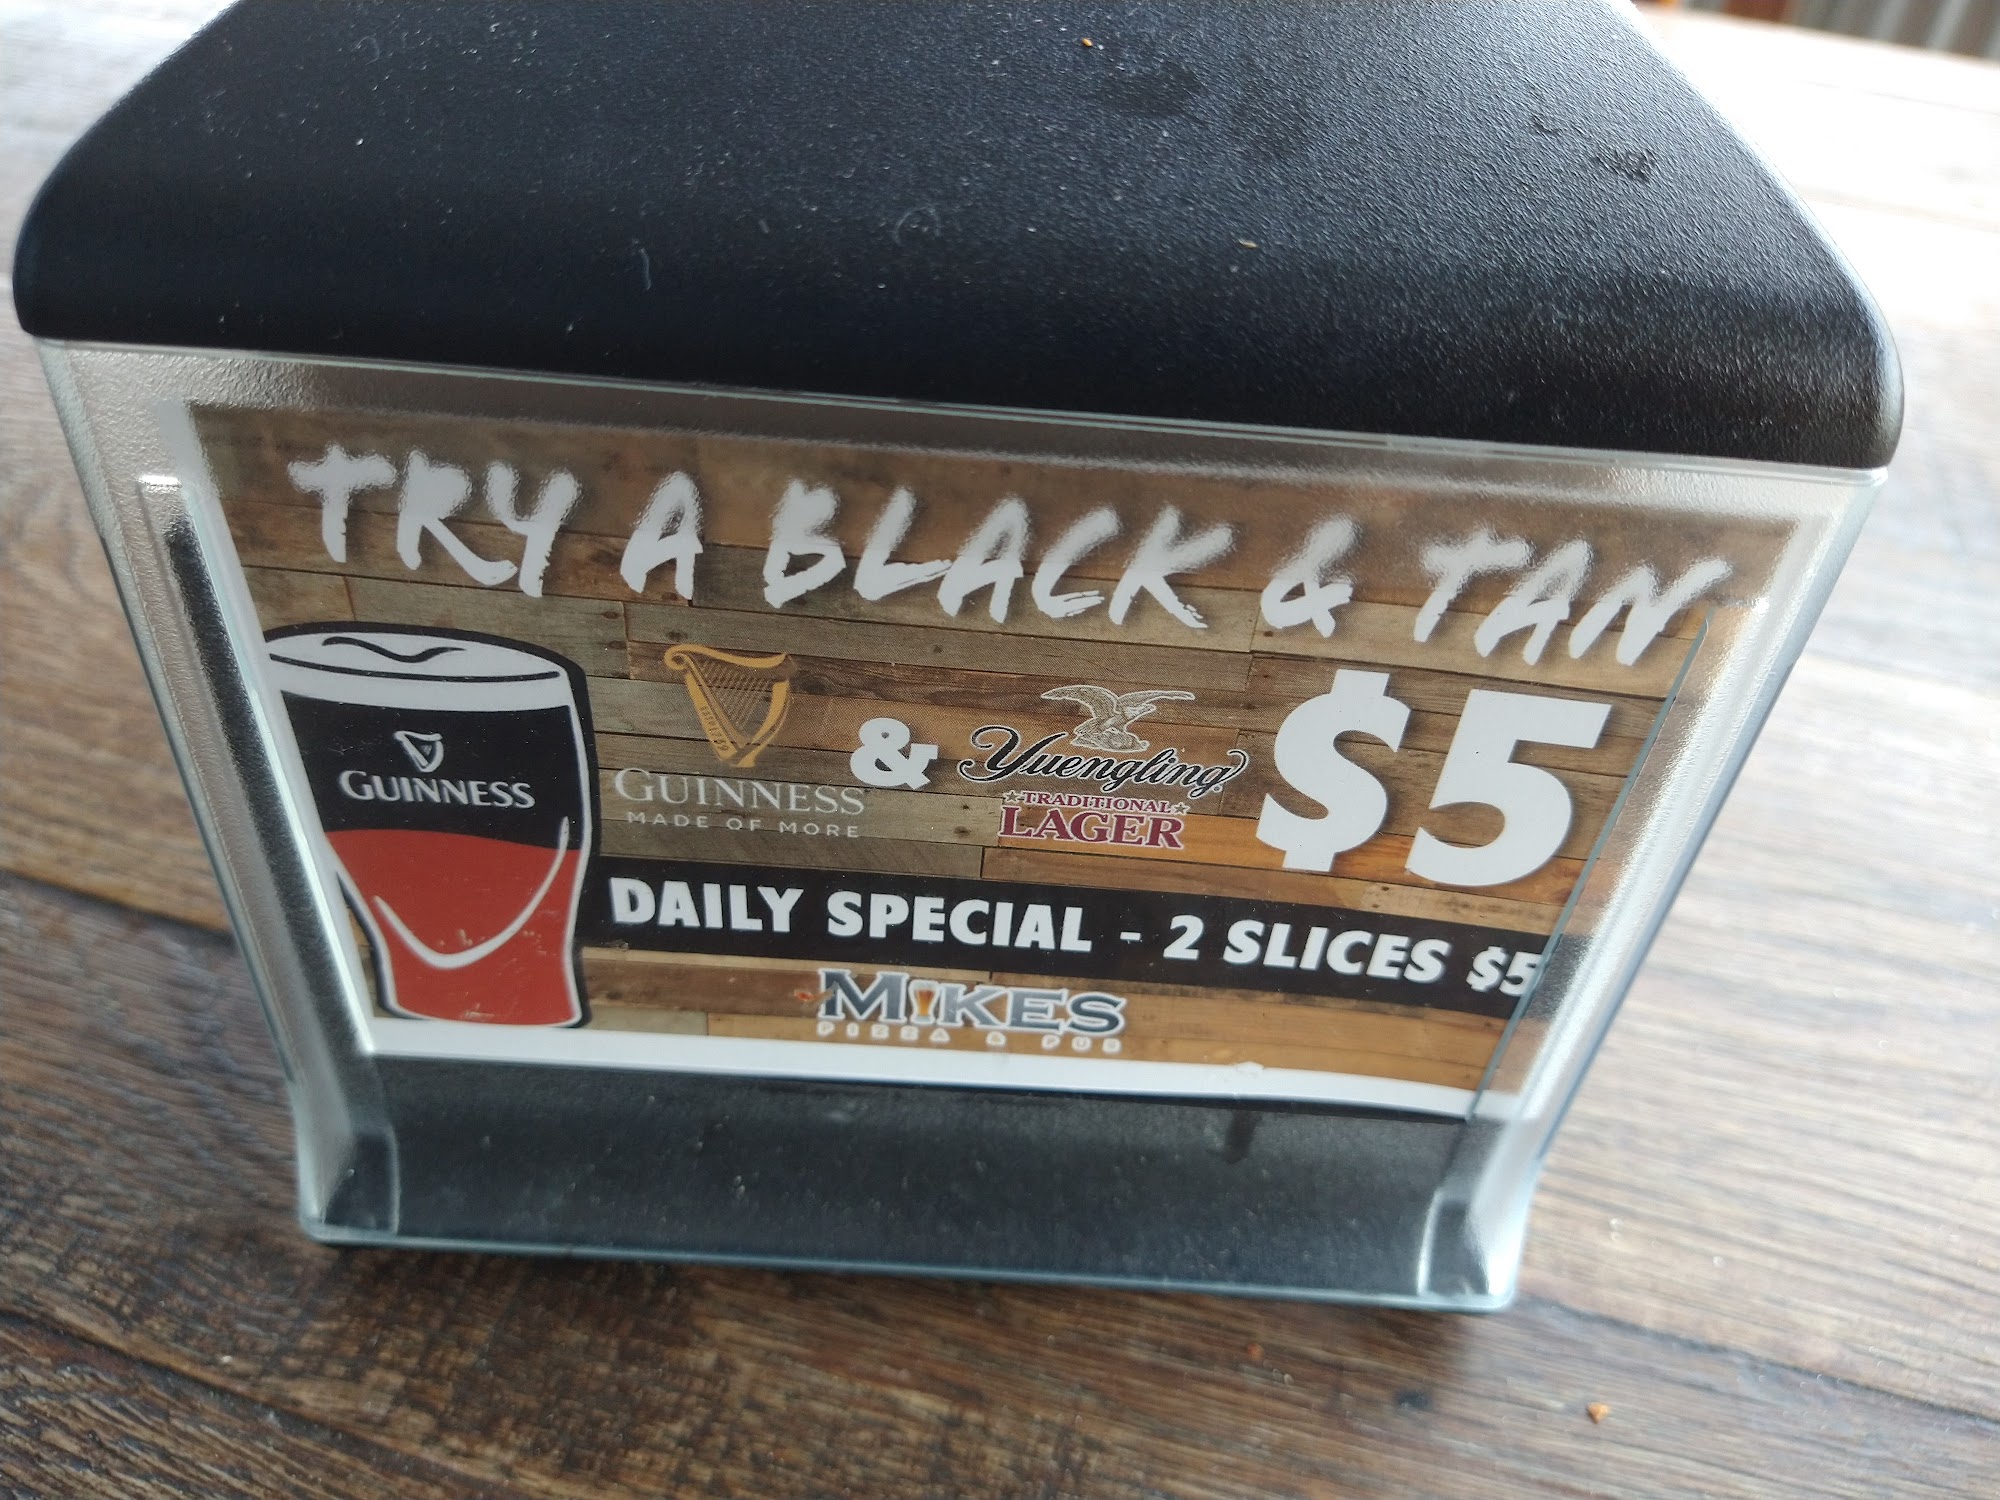 TRY A BLACK & TAN
GUINNESS
GUINNESS
MADE OF MORE
&
Yuengling
TRADITIONAL
LAGER
$5
DAILY SPECIAL - 2 SLICES $5
MIKES
PIZZA & PUB